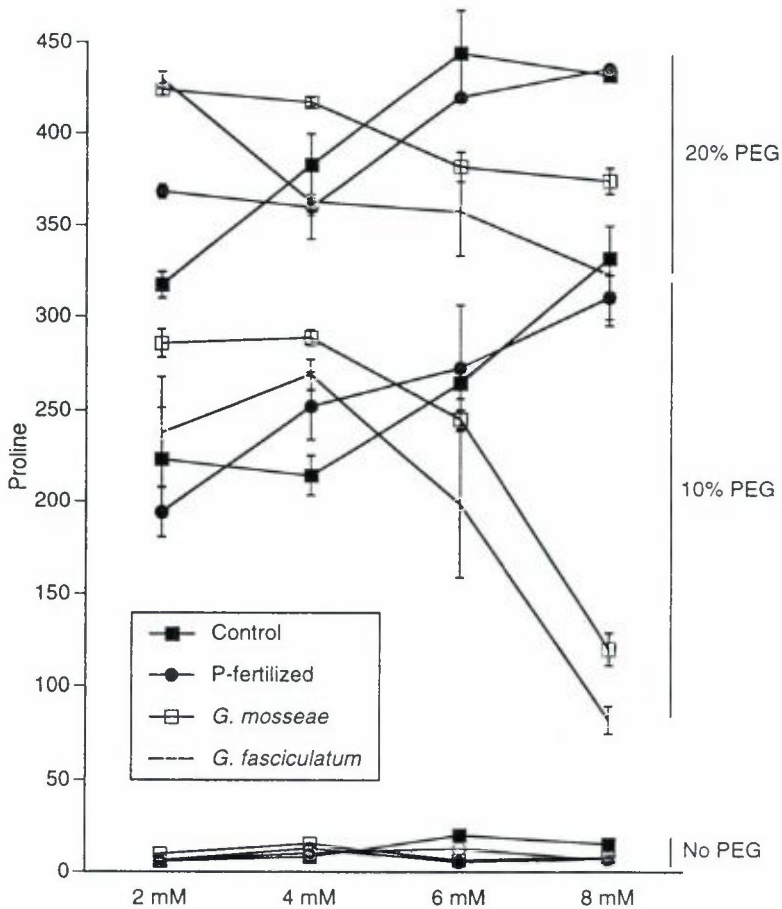 450
400
350
300
250
200
150
100
50
0
Proline
20% PEG
10% PEG
No PEG
Control
P-fertilized
G. mosseae
G. fasciculatum
2 mM 4 mM 6 mM 8 mM